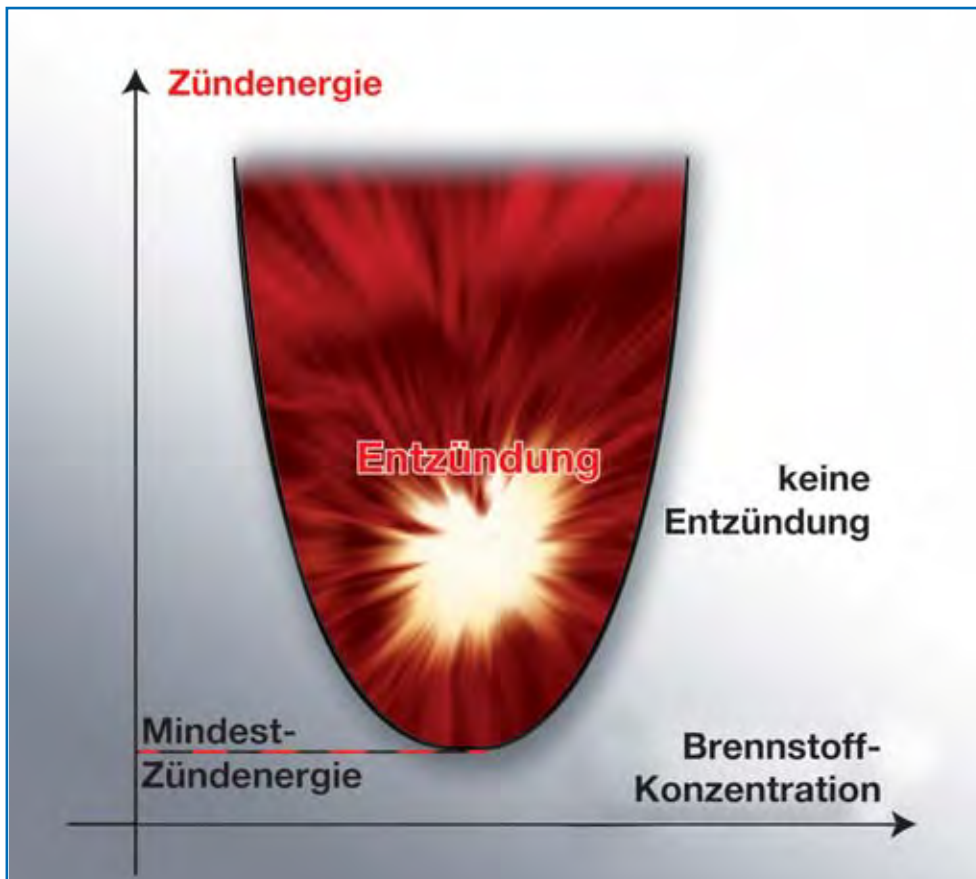 Zündenergie
Entzündung
keine
Entzündung
Mindest-
Zündenergie
Brennstoff-
Konzentration